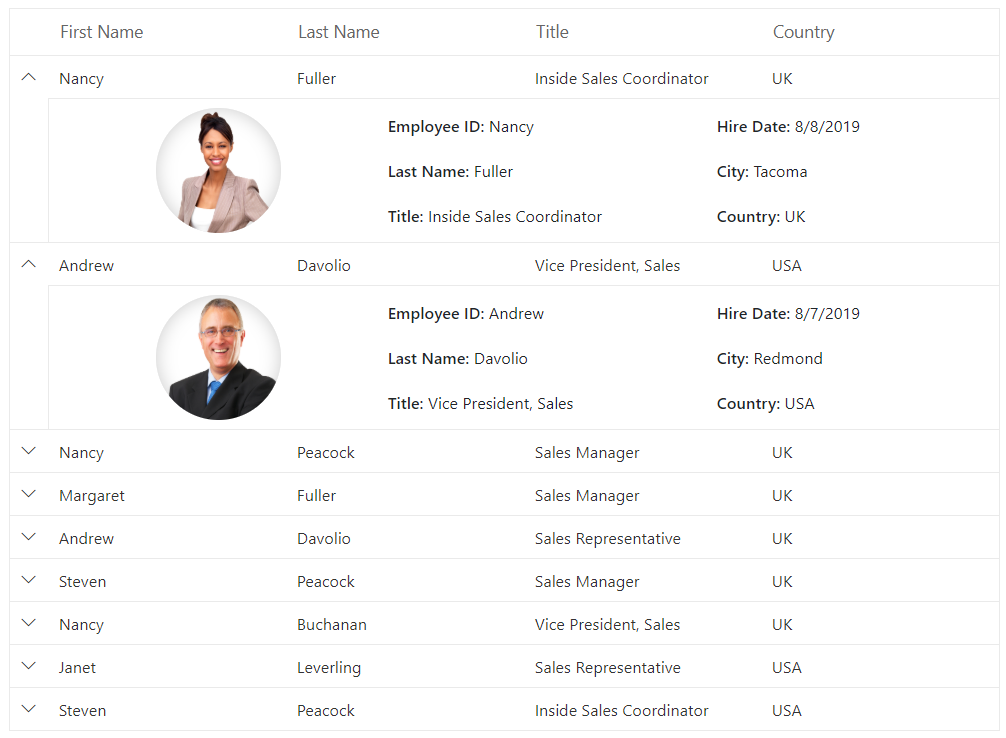 First Name Last Name Title Country
Nancy Fuller Inside Sales Coordinator UK
Employee ID: Nancy Hire Date: 8/8/2019
Last Name: Fuller City: Tacoma
Title: Inside Sales Coordinator Country: UK
Andrew Davolio Vice President, Sales USA
Employee ID: Andrew Hire Date: 8/7/2019
Last Name: Davolio City: Redmond
Title: Vice President, Sales Country: USA
Nancy Peacock Sales Manager UK
Margaret Fuller Sales Manager UK
Andrew Davolio Sales Representative UK
Steven Peacock Sales Manager UK
Nancy Buchanan Vice President, Sales UK
Janet Leverling Sales Representative USA
Steven Peacock Inside Sales Coordinator USA